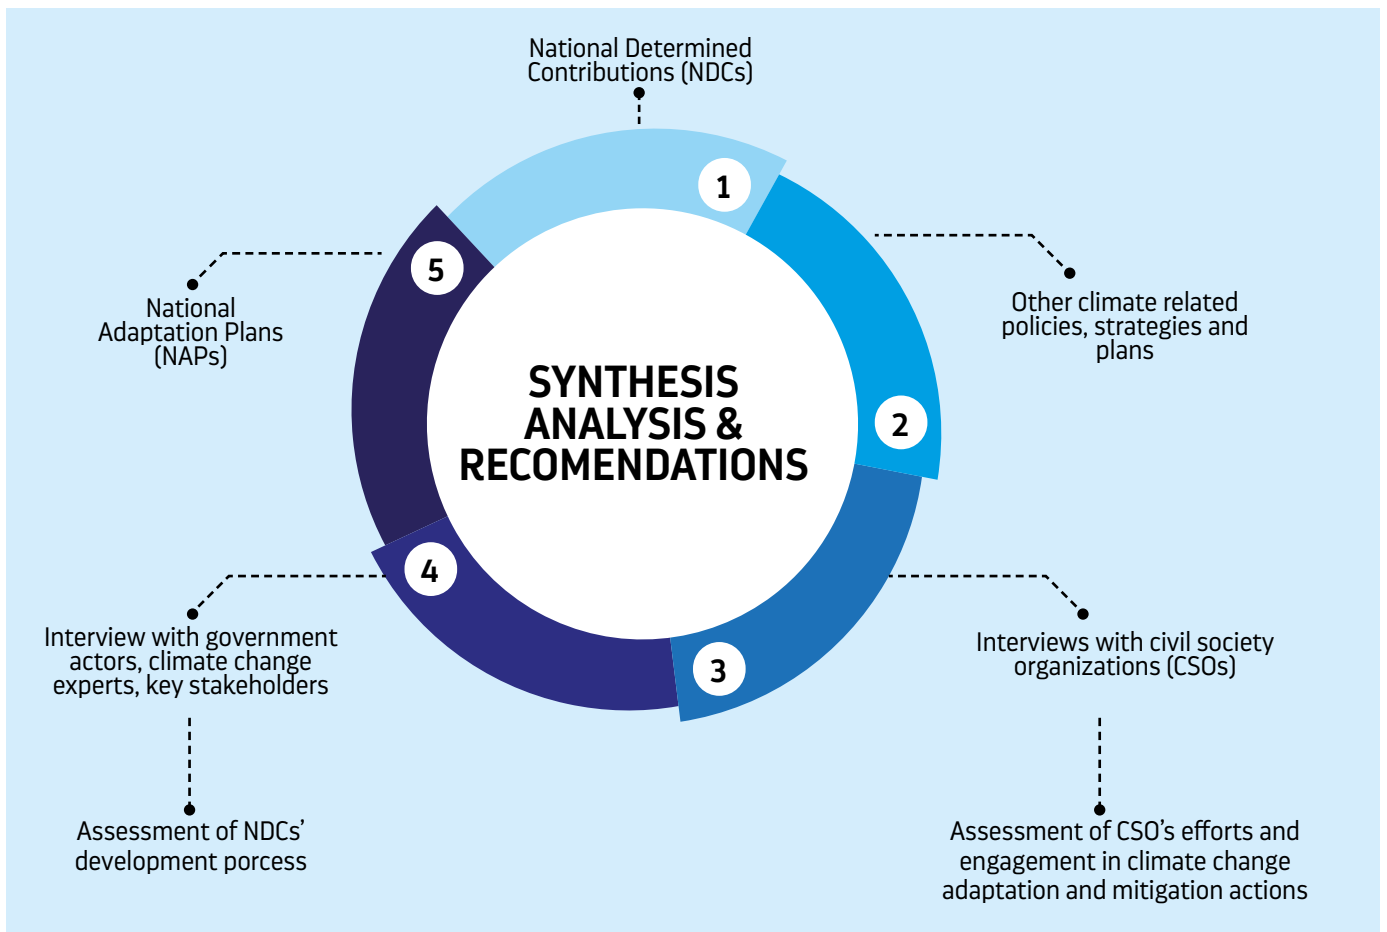 National Determined
Contributions (NDCs)
1
2
3
4
5
Other climate related
policies, strategies and
plans
Interviews with civil society
organizations (CSOs)
Assessment of CSO's efforts and
engagement in climate change
adaptation and mitigation actions
Interview with government
actors, climate change
experts, key stakeholders
Assessment of NDCs'
development porcess
National
Adaptation Plans
(NAPs)
SYNTHESIS
ANALYSIS &
RECOMENDATIONS